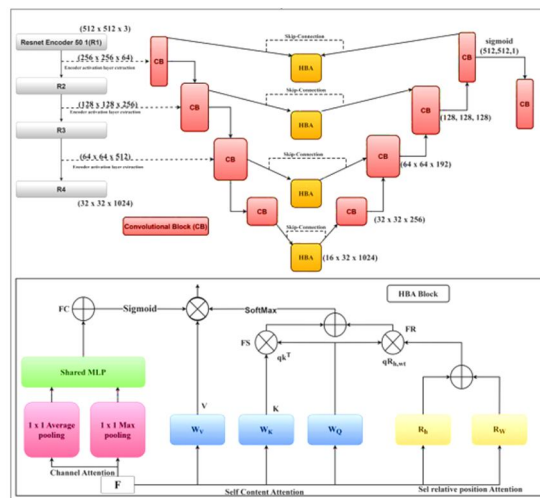 (512 x 512 x 3)
Rasnet Encoder 50 1(R1)
(256 x 256 x 64)
Encoder activation layer extraction
R2
(128 x 128 x 256)
Encoder activation layer extraction
R3
(64 x 64 x 512)
Encoder activation layer extraction
R4
(32 x 32 x 1024)
CB
CB
CB
CB
Convolutional Block (CB)
Skip-Connection
HBA
Skip-Connection
HBA
Skip-Connection
HBA
Skip-Connection
HBA
(16 x 32 x 1024)
sigmoid
(512,512,1)
CB
CB
CB
(128, 128, 128)
CB
(64 x 64 x 192)
CB
(32 x 32 x 256)
HBA Block
FC
Sigmoid
SoftMax
FS
FR
qk^T
qR_h,wt
Shared MLP
V
K
1 x 1 Average pooling
1 x 1 Max pooling
W_V
W_K
W_Q
R_h
R_W
Channel Attention
F
Self Content Attention
Sel relative position Attention